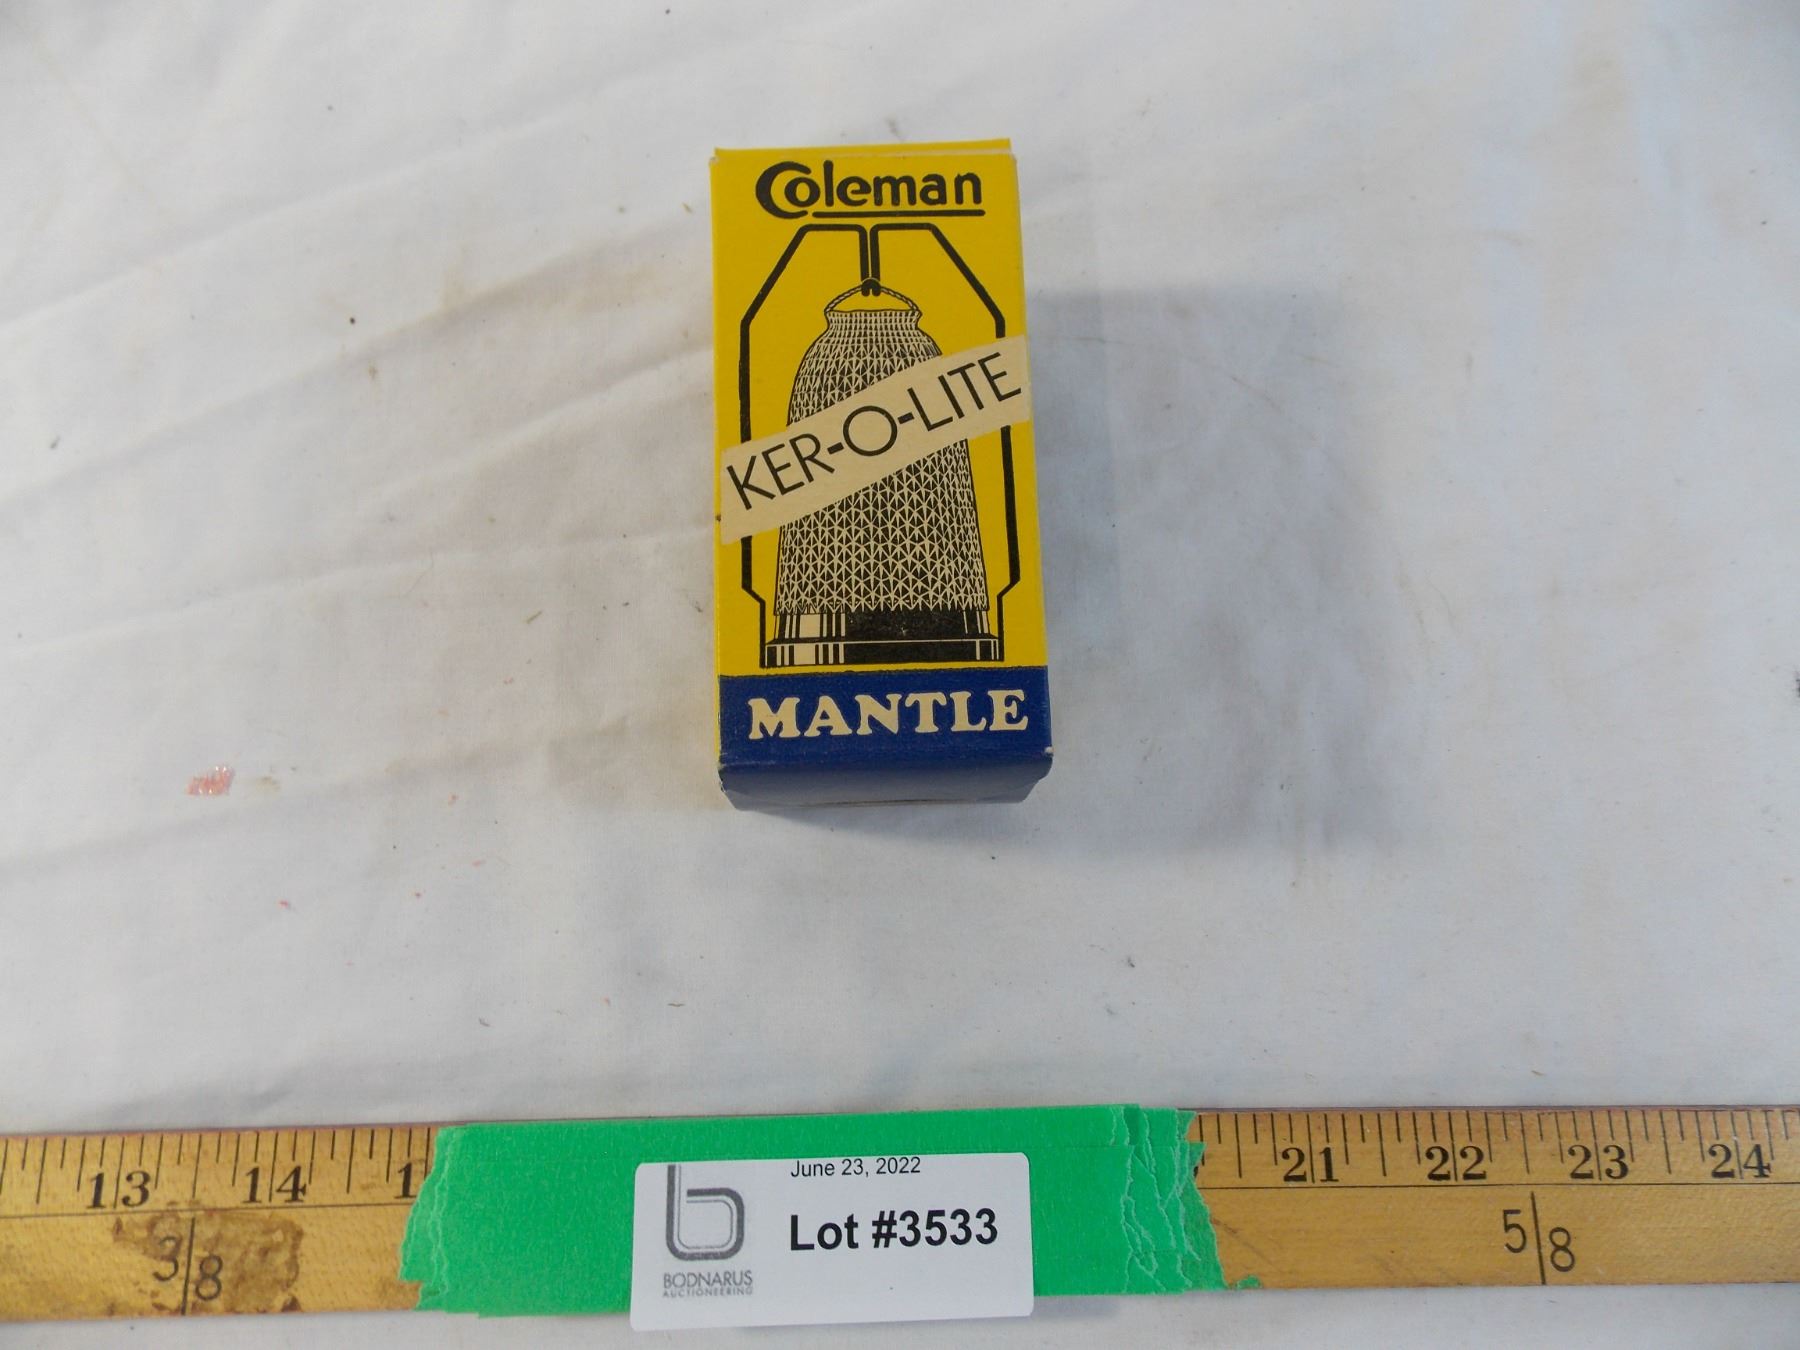 Coleman
KER-O-LITE
MANTLE
13 14 1 21 22 23 24
3/8 5/8
June 23, 2022
Lot #3533
BODNARUS
AUCTIONEERING